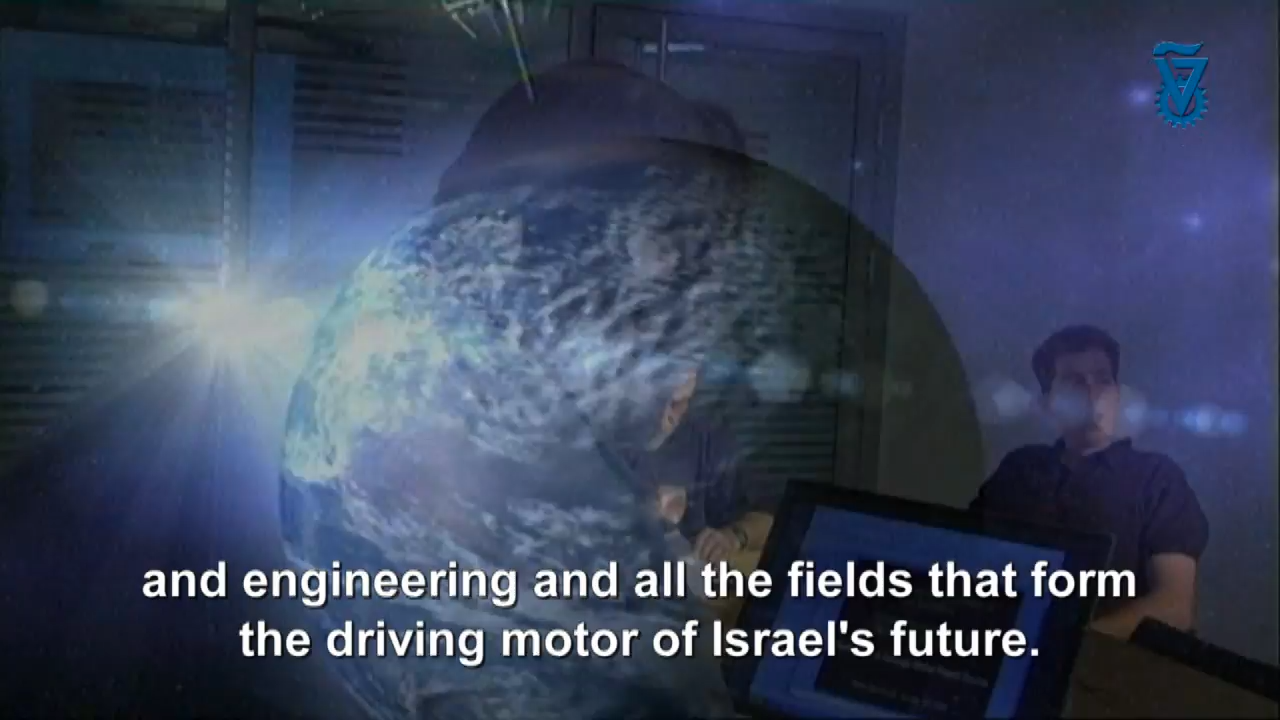 and engineering and all the fields that form
the driving motor of Israel's future.